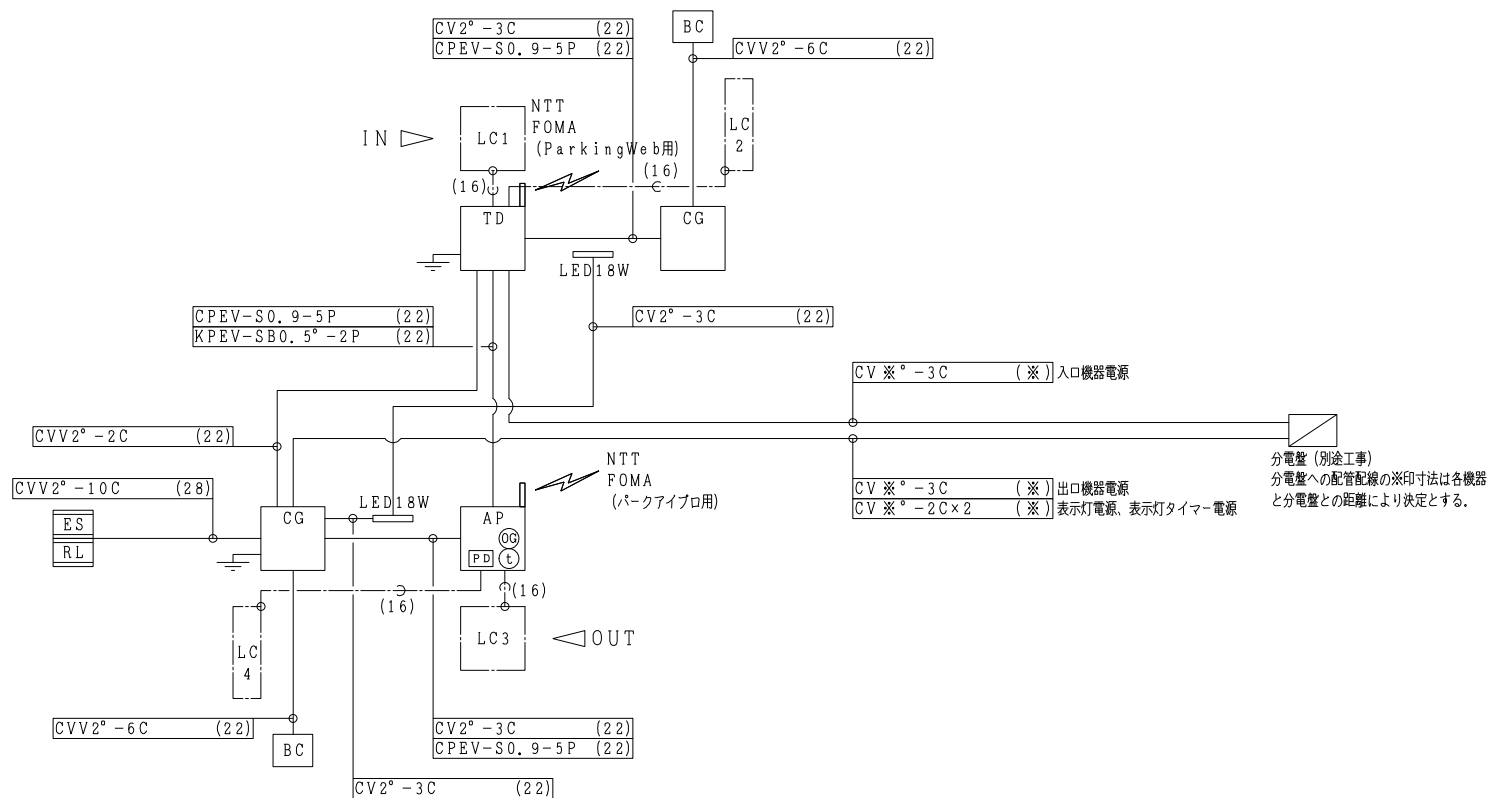 CV2°-3C (22)
CPEV-S0.9-5P (22)
BC
CVV2°-6C (22)
NTT
FOMA
(ParkingWeb用)
IN
LC1
LC
2
(16)
(16)
TD
CG
LED18W
CPEV-S0.9-5P (22)
KPEV-SB0.5°-2P (22)
CV2°-3C (22)
CV※°-3C (※) 入口機器電源
CVV2°-2C (22)
分電盤 (別途工事)
分電盤への配管配線の※印寸法は各機器
と分電盤との距離により決定とする。
NTT
FOMA
(パークアイプロ用)
CVV2°-10C (28)
LED18W
CV※°-3C (※) 出口機器電源
CV※°-2C×2 (※) 表示灯電源、表示灯タイマー電源
ES
RL
CG
AP
OG
PD
t
(16)
(16)
LC
4
LC3
OUT
CVV2°-6C (22)
BC
CV2°-3C (22)
CPEV-S0.9-5P (22)
CV2°-3C (22)